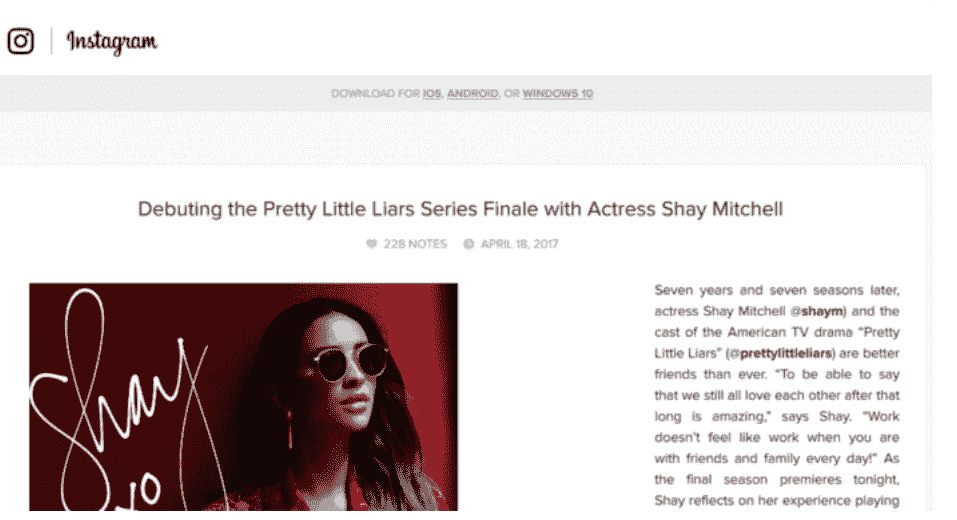 Instagram
DOWNLOAD FOR IOS, ANDROID, OR WINDOWS 10
Debuting the Pretty Little Liars Series Finale with Actress Shay Mitchell
228 NOTES APRIL 18, 2017
Shay
xo
Seven years and seven seasons later,
actress Shay Mitchell @shaym) and the
cast of the American TV drama “Pretty
Little Liars” (@prettylittleliars) are better
friends than ever. “To be able to say
that we still all love each other after that
long is amazing,” says Shay. “Work
doesn’t feel like work when you are
with friends and family every day!” As
the final season premieres tonight,
Shay reflects on her experience playing